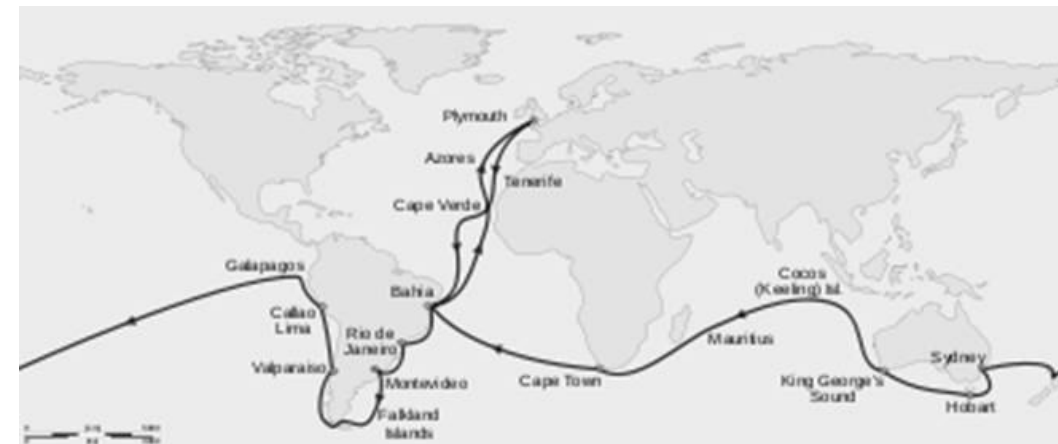 Plymouth
Azores
Tenerife
Cape Verde
Galapagos
Bahia
Cocos
(Keeling) Isl.
Callao
Lima
Rio de
Janeiro
Mauritius
Valparaiso
Montevideo
Cape Town
King George's
Sound
Sydney
Hobart
Falkland
Islands